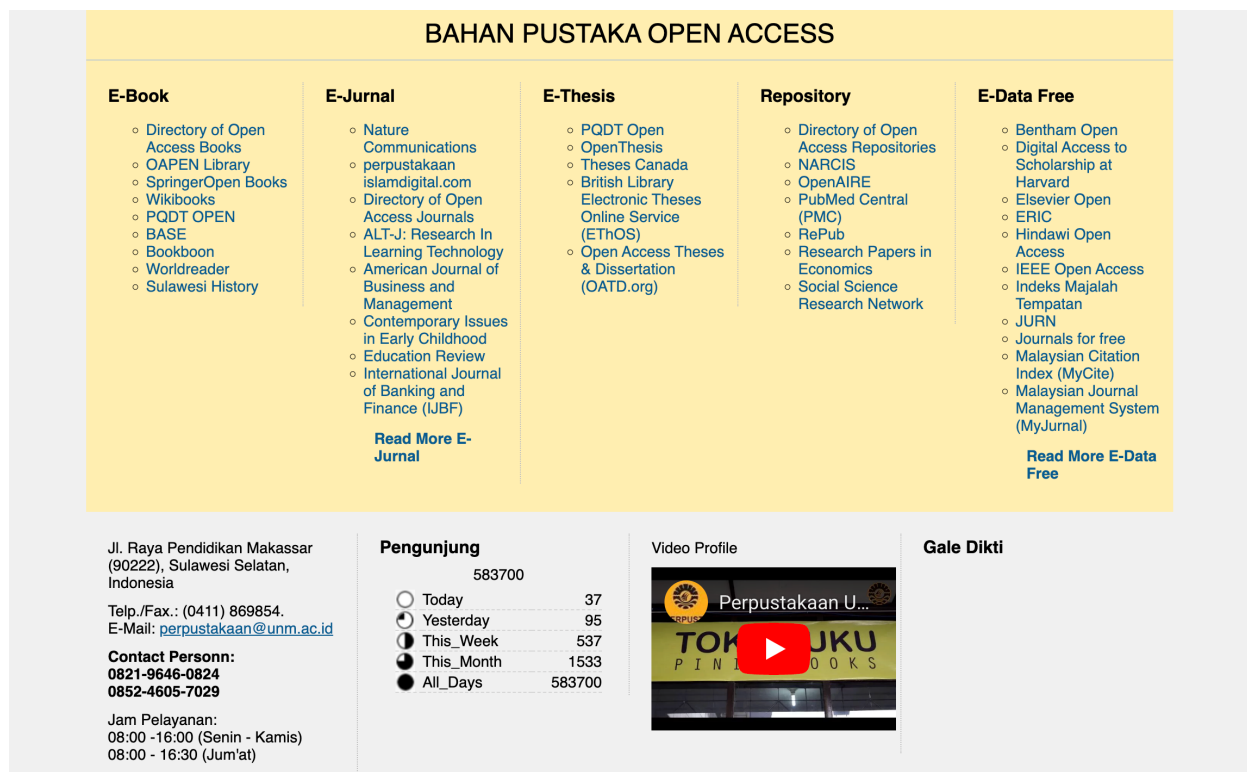 BAHAN PUSTAKA OPEN ACCESS
E-Book
Directory of Open
Access Books
OAPEN Library
SpringerOpen Books
Wikibooks
PQDT OPEN
BASE
Bookboon
Worldreader
Sulawesi History
E-Jurnal
Nature
Communications
perpustakaan
islamdigital.com
Directory of Open
Access Journals
ALT-J: Research In
Learning Technology
American Journal of
Business and
Management
Contemporary Issues
in Early Childhood
Education Review
International Journal
of Banking and
Finance (IJBF)
Read More E-
Jurnal
E-Thesis
PQDT Open
OpenThesis
Theses Canada
British Library
Electronic Theses
Online Service
(EThOS)
Open Access Theses
& Dissertation
(OATD.org)
Repository
Directory of Open
Access Repositories
NARCIS
OpenAIRE
PubMed Central
(PMC)
RePub
Research Papers in
Economics
Social Science
Research Network
E-Data Free
Bentham Open
Digital Access to
Scholarship at
Harvard
Elsevier Open
ERIC
Hindawi Open
Access
IEEE Open Access
Indeks Majalah
Tempatan
JURN
Journals for free
Malaysian Citation
Index (MyCite)
Malaysian Journal
Management System
(MyJurnal)
Read More E-Data
Free
Jl. Raya Pendidikan Makassar
(90222), Sulawesi Selatan,
Indonesia
Telp./Fax.: (0411) 869854.
E-Mail: perpustakaan@unm.ac.id
Contact Personn:
0821-9646-0824
0852-4605-7029
Jam Pelayanan:
08:00 -16:00 (Senin - Kamis)
08:00 - 16:30 (Jum'at)
Pengunjung
583700
Today 37
Yesterday 95
This_Week 537
This_Month 1533
All_Days 583700
Video Profile
Perpustakaan U...
Gale Dikti